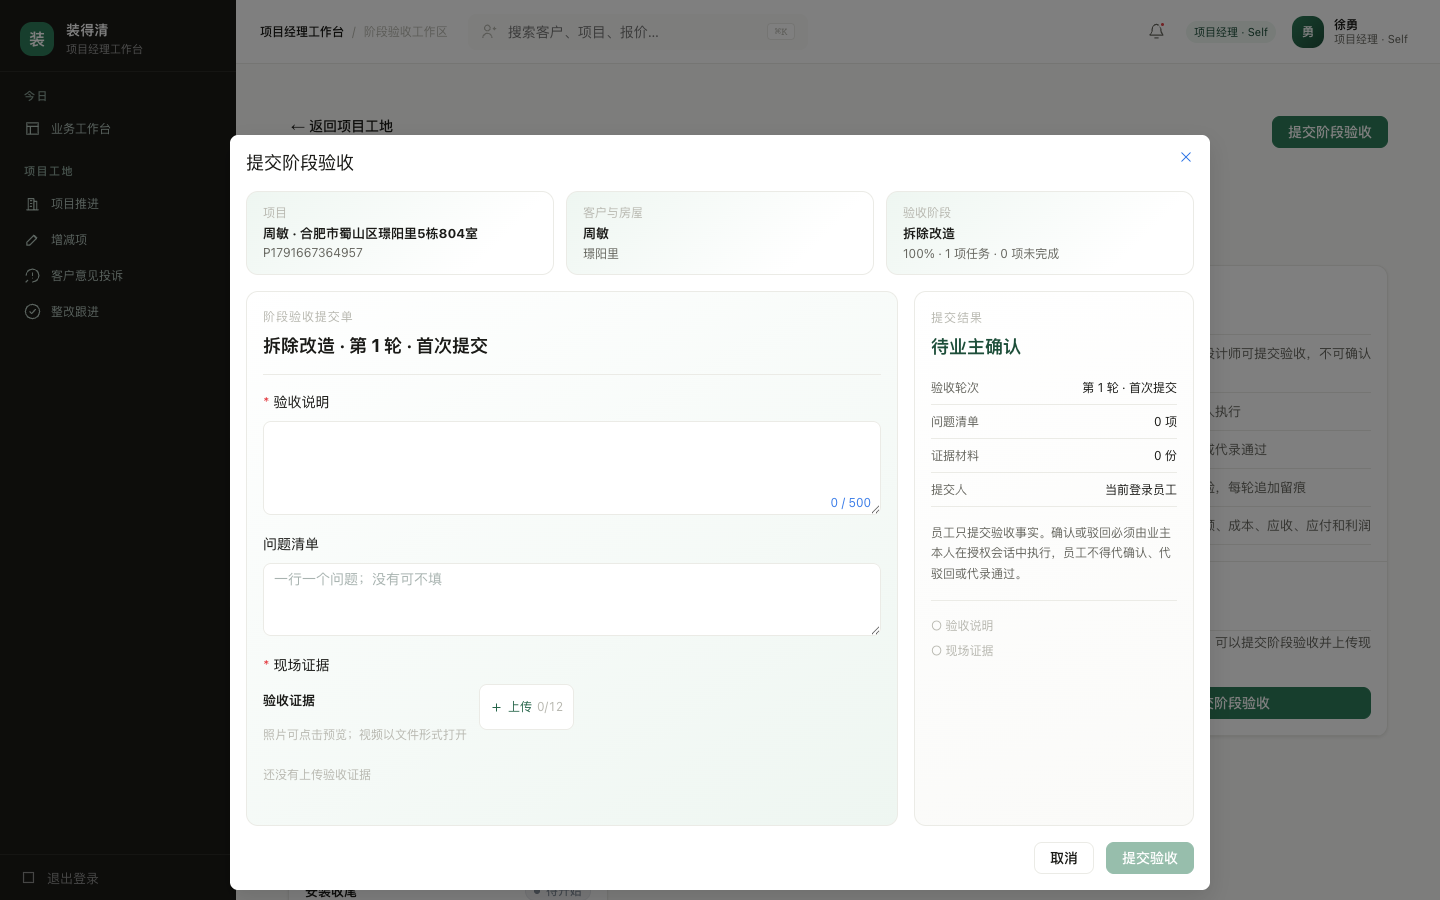 装
装得清
项目经理工作台
今日
业务工作台
项目工地
项目推进
增减项
客户意见投诉
整改跟进
退出登录
项目经理工作台 / 阶段验收工作区
搜索客户、项目、报价...
⌘K
项目经理 · Self
勇
徐勇
项目经理 · Self
← 返回项目工地
提交阶段验收
提交阶段验收
项目
周敏 · 合肥市蜀山区璟阳里5栋804室
P1791667364957
客户与房屋
周敏
璟阳里
验收阶段
拆除改造
100% · 1 项任务 · 0 项未完成
阶段验收提交单
拆除改造 · 第 1 轮 · 首次提交
* 验收说明
0 / 500
问题清单
一行一个问题；没有可不填
* 现场证据
验收证据
照片可点击预览；视频以文件形式打开
+ 上传 0/12
还没有上传验收证据
提交结果
待业主确认
验收轮次 第 1 轮 · 首次提交
问题清单 0 项
证据材料 0 份
提交人 当前登录员工
员工只提交验收事实。确认或驳回必须由业主
本人在授权会话中执行，员工不得代确认、代
驳回或代录通过。
验收说明
现场证据
取消
提交验收
计师可提交验收，不可确认
执行
或代录通过
，每轮追加留痕
、成本、应收、应付和利润
可以提交阶段验收并上传现
阶段验收
安装收尾
待开始